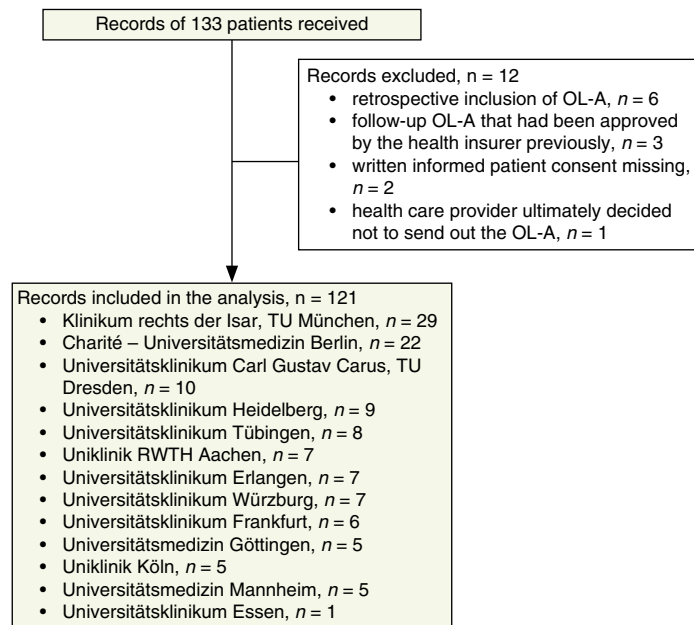 Records of 133 patients received
Records excluded, n = 12
• retrospective inclusion of OL-A, n = 6
• follow-up OL-A that had been approved
by the health insurer previously, n = 3
• written informed patient consent missing,
n = 2
• health care provider ultimately decided
not to send out the OL-A, n = 1
Records included in the analysis, n = 121
• Klinikum rechts der Isar, TU München, n = 29
• Charité – Universitätsmedizin Berlin, n = 22
• Universitätsklinikum Carl Gustav Carus, TU
Dresden, n = 10
• Universitätsklinikum Heidelberg, n = 9
• Universitätsklinikum Tübingen, n = 8
• Uniklinik RWTH Aachen, n = 7
• Universitätsklinikum Erlangen, n = 7
• Universitätsklinikum Würzburg, n = 7
• Universitätsklinikum Frankfurt, n = 6
• Universitätsmedizin Göttingen, n = 5
• Uniklinik Köln, n = 5
• Universitätsmedizin Mannheim, n = 5
• Universitätsklinikum Essen, n = 1